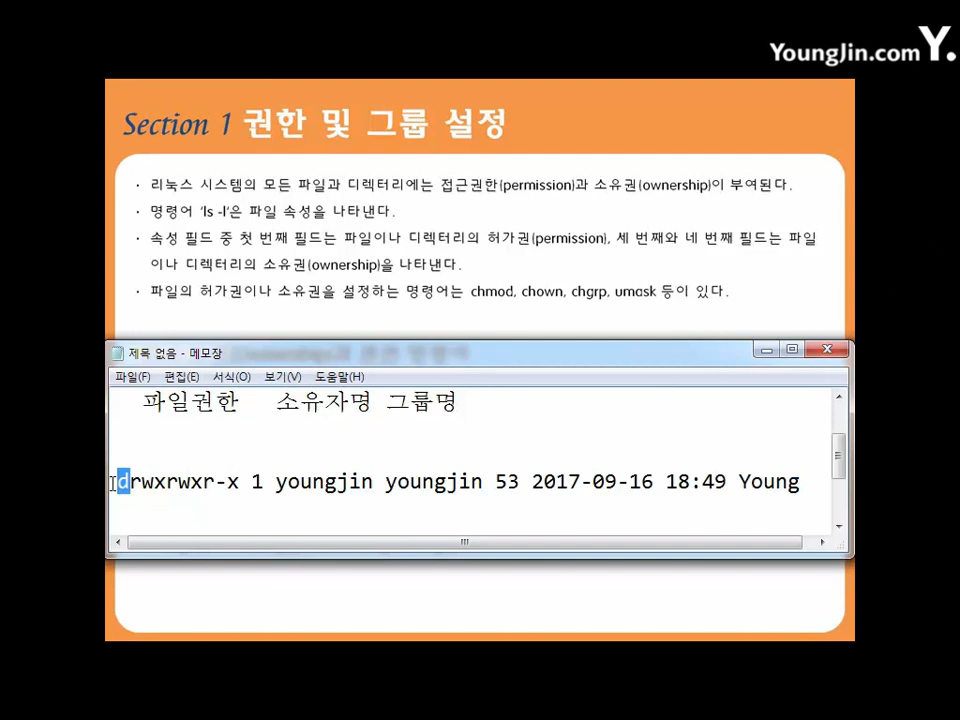 YoungJin.com Y.
Section 1 권한 및 그룹 설정
· 리눅스 시스템의 모든 파일과 디렉터리에는 접근권한(permission)과 소유권(ownership)이 부여된다.
· 명령어 'ls -l'은 파일 속성을 나타낸다.
· 속성 필드 중 첫 번째 필드는 파일이나 디렉터리의 허가권(permission), 세 번째와 네 번째 필드는 파일
이나 디렉터리의 소유권(ownership)을 나타낸다.
· 파일의 허가권이나 소유권을 설정하는 명령어는 chmod, chown, chgrp, umask 등이 있다.
제목 없음 - 메모장
파일(F) 편집(E) 서식(O) 보기(V) 도움말(H)
파일권한 소유자명 그룹명
drwxrwxr-x 1 youngjin youngjin 53 2017-09-16 18:49 Young